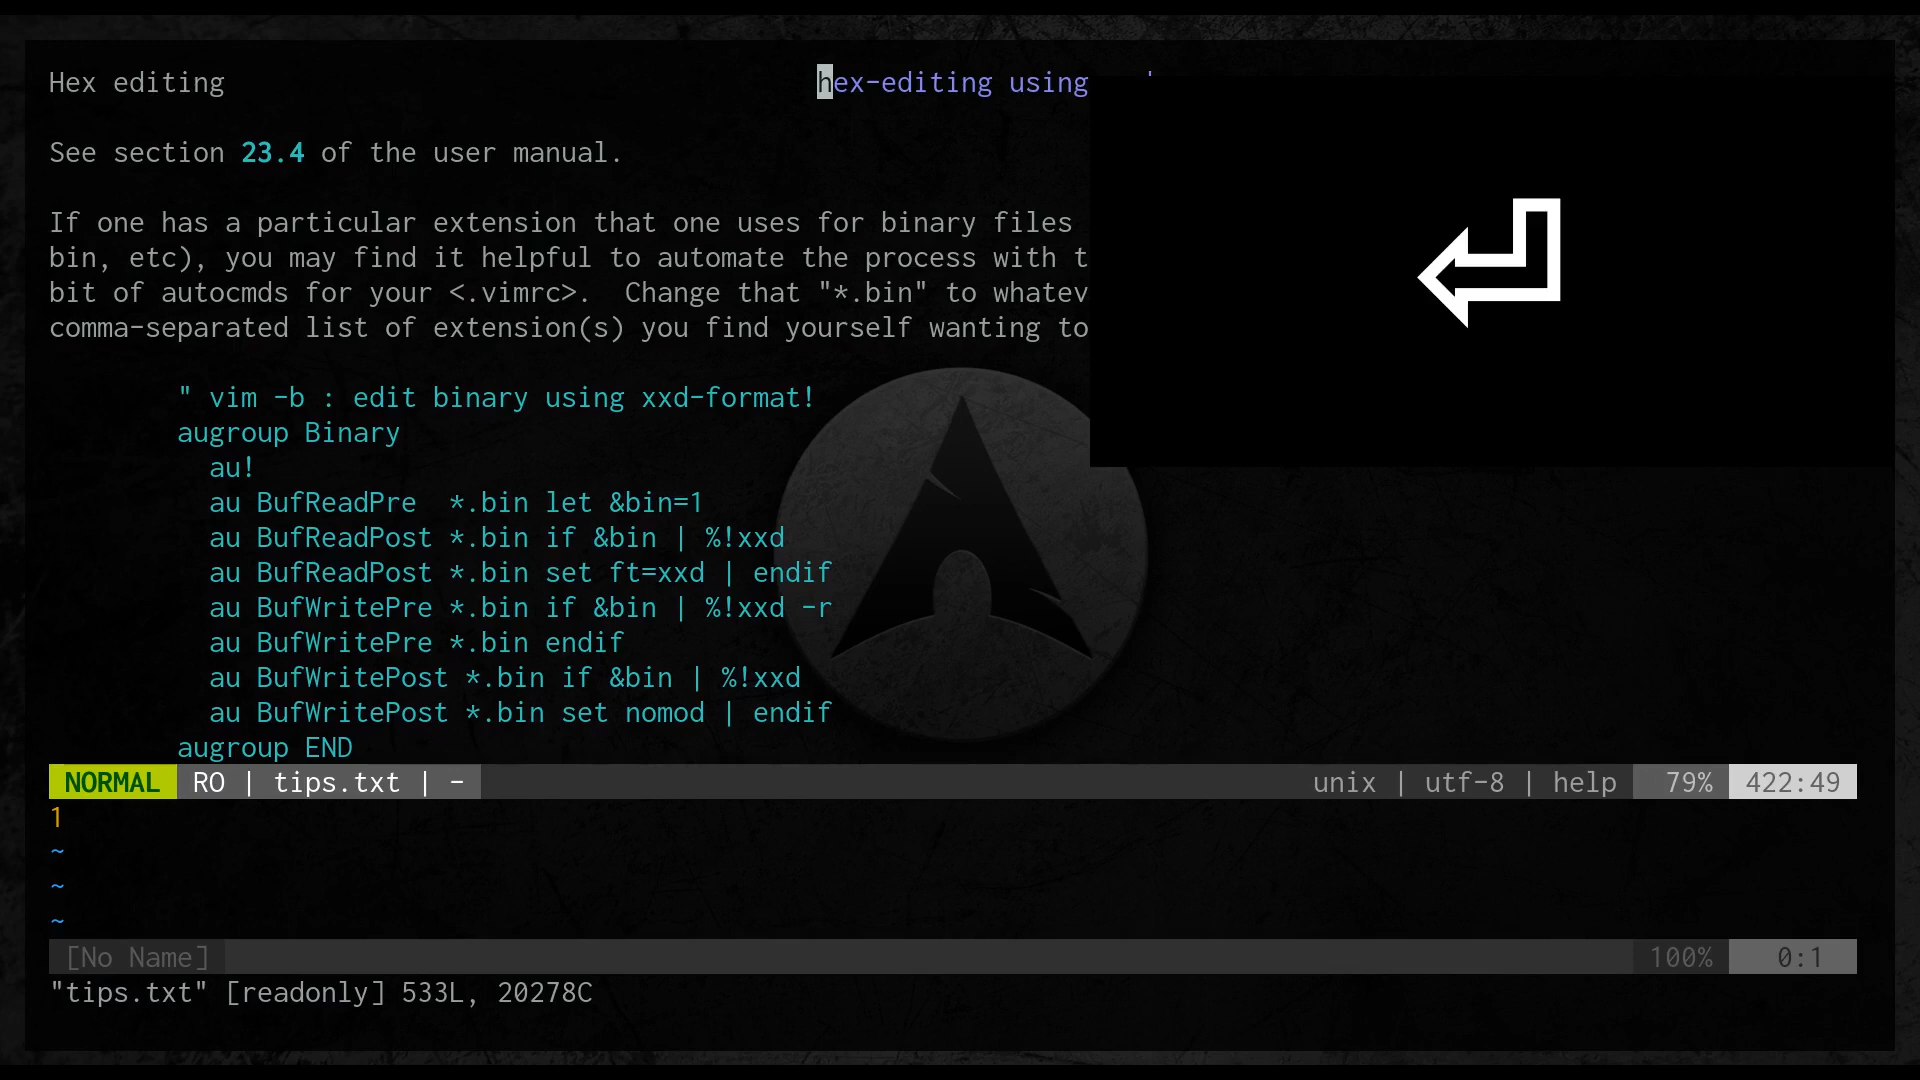 Hex editing hex-editing using
See section 23.4 of the user manual.
If one has a particular extension that one uses for binary files
bin, etc), you may find it helpful to automate the process with t
bit of autocmds for your <.vimrc>.  Change that "*.bin" to whatev
comma-separated list of extension(s) you find yourself wanting to
" vim -b : edit binary using xxd-format!
augroup Binary
au!
au BufReadPre  *.bin let &bin=1
au BufReadPost *.bin if &bin | %!xxd
au BufReadPost *.bin set ft=xxd | endif
au BufWritePre *.bin if &bin | %!xxd -r
au BufWritePre *.bin endif
au BufWritePost *.bin if &bin | %!xxd
au BufWritePost *.bin set nomod | endif
augroup END
NORMAL RO | tips.txt | - unix | utf-8 | help 79% 422:49
1
~
~
~
[No Name] 100% 0:1
"tips.txt" [readonly] 533L, 20278C